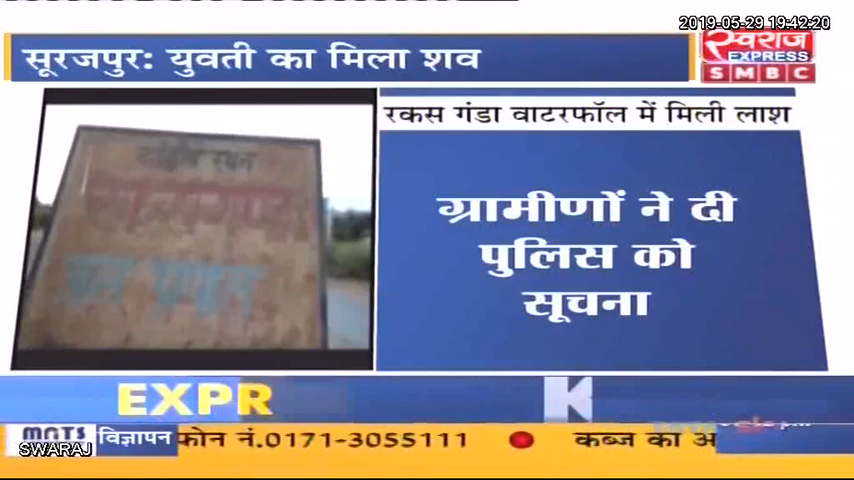 2019-05-29 19:42:20
सूरजपुर: युवती का मिला शव
स्वराज
EXPRESS
SMBC
रकस गंडा वाटरफॉल में मिली लाश
ग्रामीणों ने दी
पुलिस को
सूचना
EXPR K
MNTS
SWARAJ
विज्ञापन
फोन नं.0171-3055111 कब्ज का